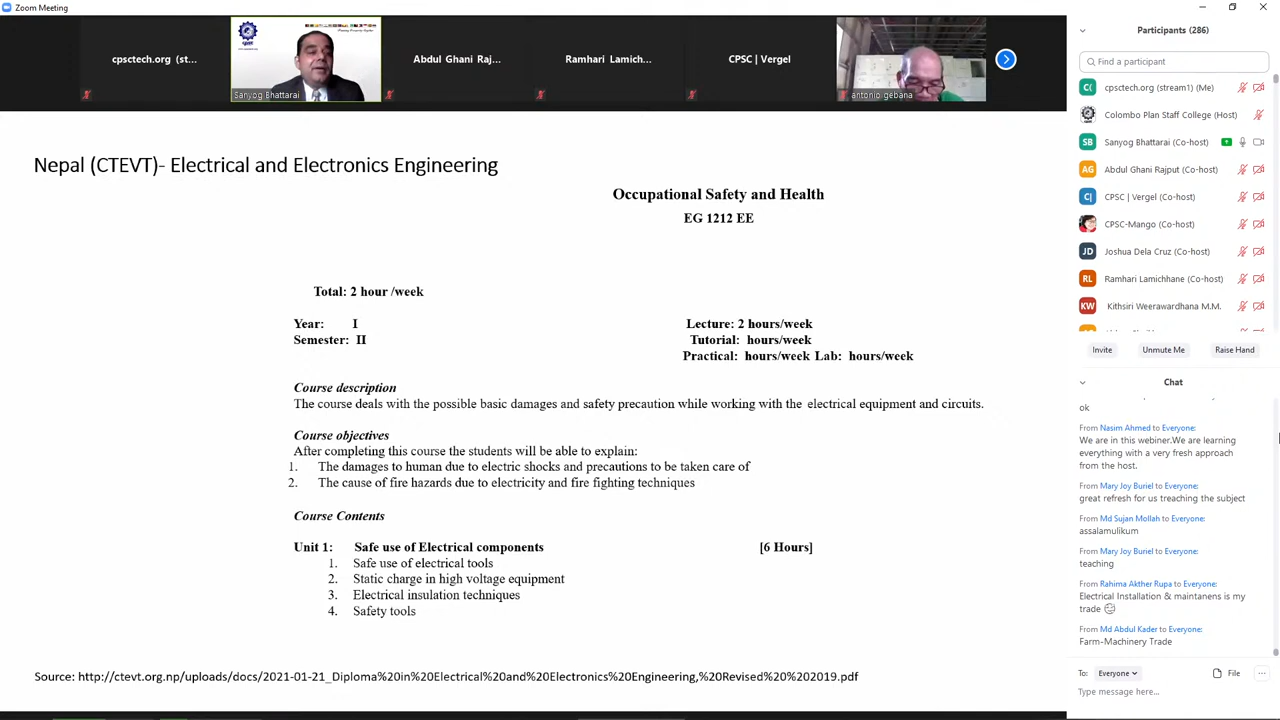 Zoom Meeting
cpsctech.org (st...
Sanyog Bhattarai
Abdul Ghani Raj...
Ramhari Lamich...
CPSC | Vergel
antonio gebana
Nepal (CTEVT)- Electrical and Electronics Engineering
Occupational Safety and Health
EG 1212 EE
Total: 2 hour /week
Year: I
Semester: II
Lecture: 2 hours/week
Tutorial: hours/week
Practical: hours/week Lab: hours/week
Course description
The course deals with the possible basic damages and safety precaution while working with the electrical equipment and circuits.
Course objectives
After completing this course the students will be able to explain:
1. The damages to human due to electric shocks and precautions to be taken care of
2. The cause of fire hazards due to electricity and fire fighting techniques
Course Contents
Unit 1: Safe use of Electrical components [6 Hours]
1. Safe use of electrical tools
2. Static charge in high voltage equipment
3. Electrical insulation techniques
4. Safety tools
Source: http://ctevt.org.np/uploads/docs/2021-01-21_Diploma%20in%20Electrical%20and%20Electronics%20Engineering,%20Revised%20%202019.pdf
Participants (286)
Find a participant
C( cpsctech.org (stream1) (Me)
Colombo Plan Staff College (Host)
SB Sanyog Bhattarai (Co-host)
AG Abdul Ghani Rajput (Co-host)
C| CPSC | Vergel (Co-host)
CPSC-Mango (Co-host)
JD Joshua Dela Cruz (Co-host)
RL Ramhari Lamichhane (Co-host)
KW Kithsiri Weerawardhana M.M.
Invite
Unmute Me
Raise Hand
Chat
ok
From Nasim Ahmed to Everyone:
We are in this webiner.We are learning
everything with a very fresh approach
from the host.
From Mary Joy Buriel to Everyone:
great refresh for us treaching the subject
From Md Sujan Mollah to Everyone:
assalamulikum
From Mary Joy Buriel to Everyone:
teaching
From Rahima Akther Rupa to Everyone:
Electrical Installation & maintanens is my
trade
From Md Abdul Kader to Everyone:
Farm-Machinery Trade
To: Everyone
File
Type message here...